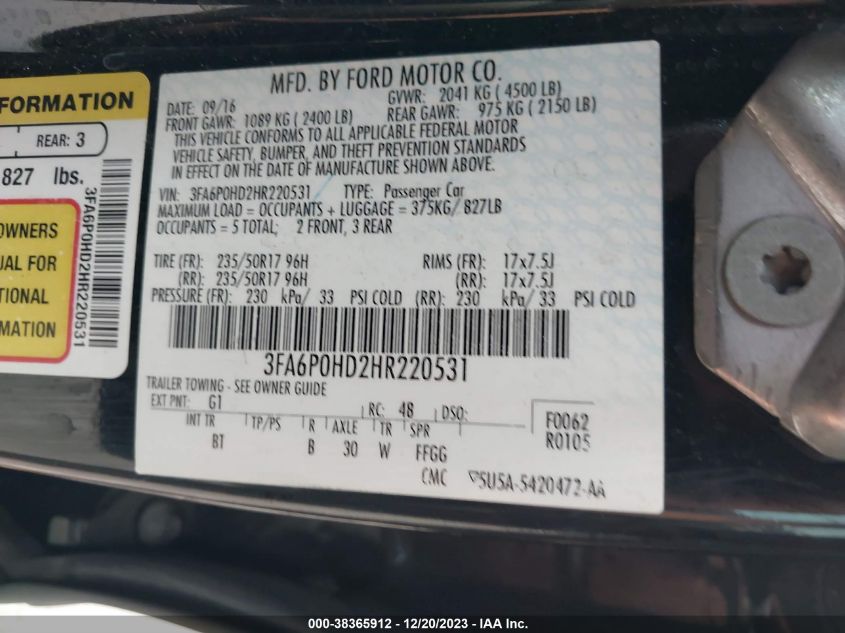 FORMATION
REAR: 3
827 lbs.
OWNERS
UAL FOR
TIONAL
MATION
3FA6P0HD2HR220531
MFD. BY FORD MOTOR CO.
DATE: 09/16 GVWR: 2041 KG ( 4500 LB)
FRONT GAWR: 1089 KG ( 2400 LB) REAR GAWR: 975 KG ( 2150 LB)
THIS VEHICLE CONFORMS TO ALL APPLICABLE FEDERAL MOTOR
VEHICLE SAFETY, BUMPER, AND THEFT PREVENTION STANDARDS
IN EFFECT ON THE DATE OF MANUFACTURE SHOWN ABOVE.
VIN: 3FA6P0HD2HR220531 TYPE: Passenger Car
MAXIMUM LOAD = OCCUPANTS + LUGGAGE = 375KG/ 827LB
OCCUPANTS = 5 TOTAL; 2 FRONT, 3 REAR
TIRE (FR): 235/50R17 96H RIMS (FR): 17x7.5J
(RR): 235/50R17 96H (RR): 17x7.5J
PRESSURE (FR): 230 kPa/ 33 PSI COLD (RR): 230 kPa/ 33 PSI COLD
3FA6P0HD2HR220531
TRAILER TOWING - SEE OWNER GUIDE
EXT PNT: G1 RC: 48 DSO: F0062
INT TR TP/PS R AXLE TR SPR R0105
BT B 30 W FFGG
CMC 5U5A-5420472-AA
000-38365912 - 12/20/2023 - IAA Inc.